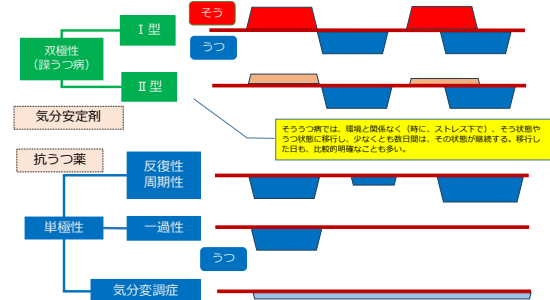 そう
Ⅰ型
双極性
(躁うつ病)
うつ
Ⅱ型
気分安定剤
そううつ病では、環境と関係なく（時に、ストレス下で）、そう状態や
うつ状態に移行し、少なくとも数日間は、その状態が継続する。移行し
た日も、比較的明確なことも多い。
抗うつ薬
反復性
周期性
単極性
一過性
うつ
気分変調症